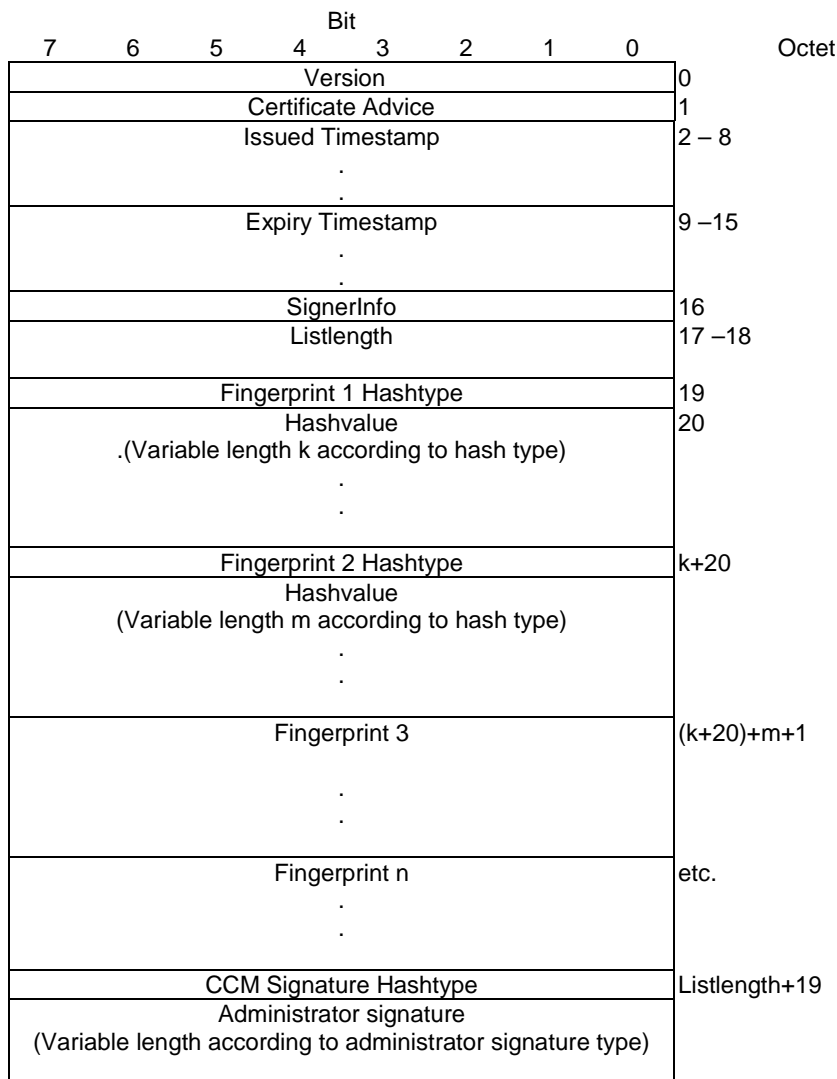 Bit
7 6 5 4 3 2 1 0 Octet
Version 0
Certificate Advice 1
Issued Timestamp 2 – 8
.
.
Expiry Timestamp 9 –15
.
.
SignerInfo 16
Listlength 17 –18
Fingerprint 1 Hashtype 19
Hashvalue 20
.(Variable length k according to hash type)
.
.
Fingerprint 2 Hashtype k+20
Hashvalue
(Variable length m according to hash type)
.
.
Fingerprint 3 (k+20)+m+1
.
.
Fingerprint n etc.
.
.
CCM Signature Hashtype Listlength+19
Administrator signature
(Variable length according to administrator signature type)